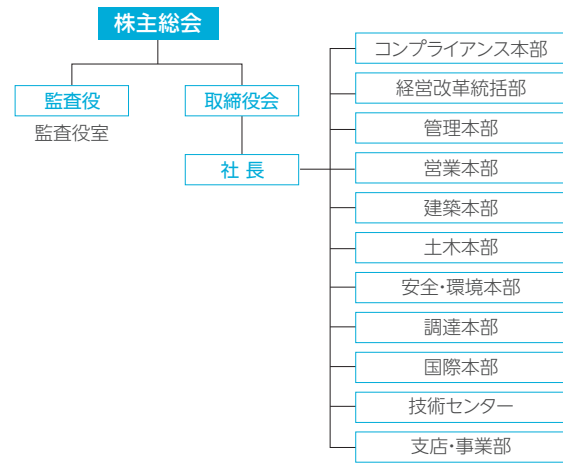 株主総会
監査役
監査役室
取締役会
社 長
コンプライアンス本部
経営改革統括部
管理本部
営業本部
建築本部
土木本部
安全・環境本部
調達本部
国際本部
技術センター
支店・事業部